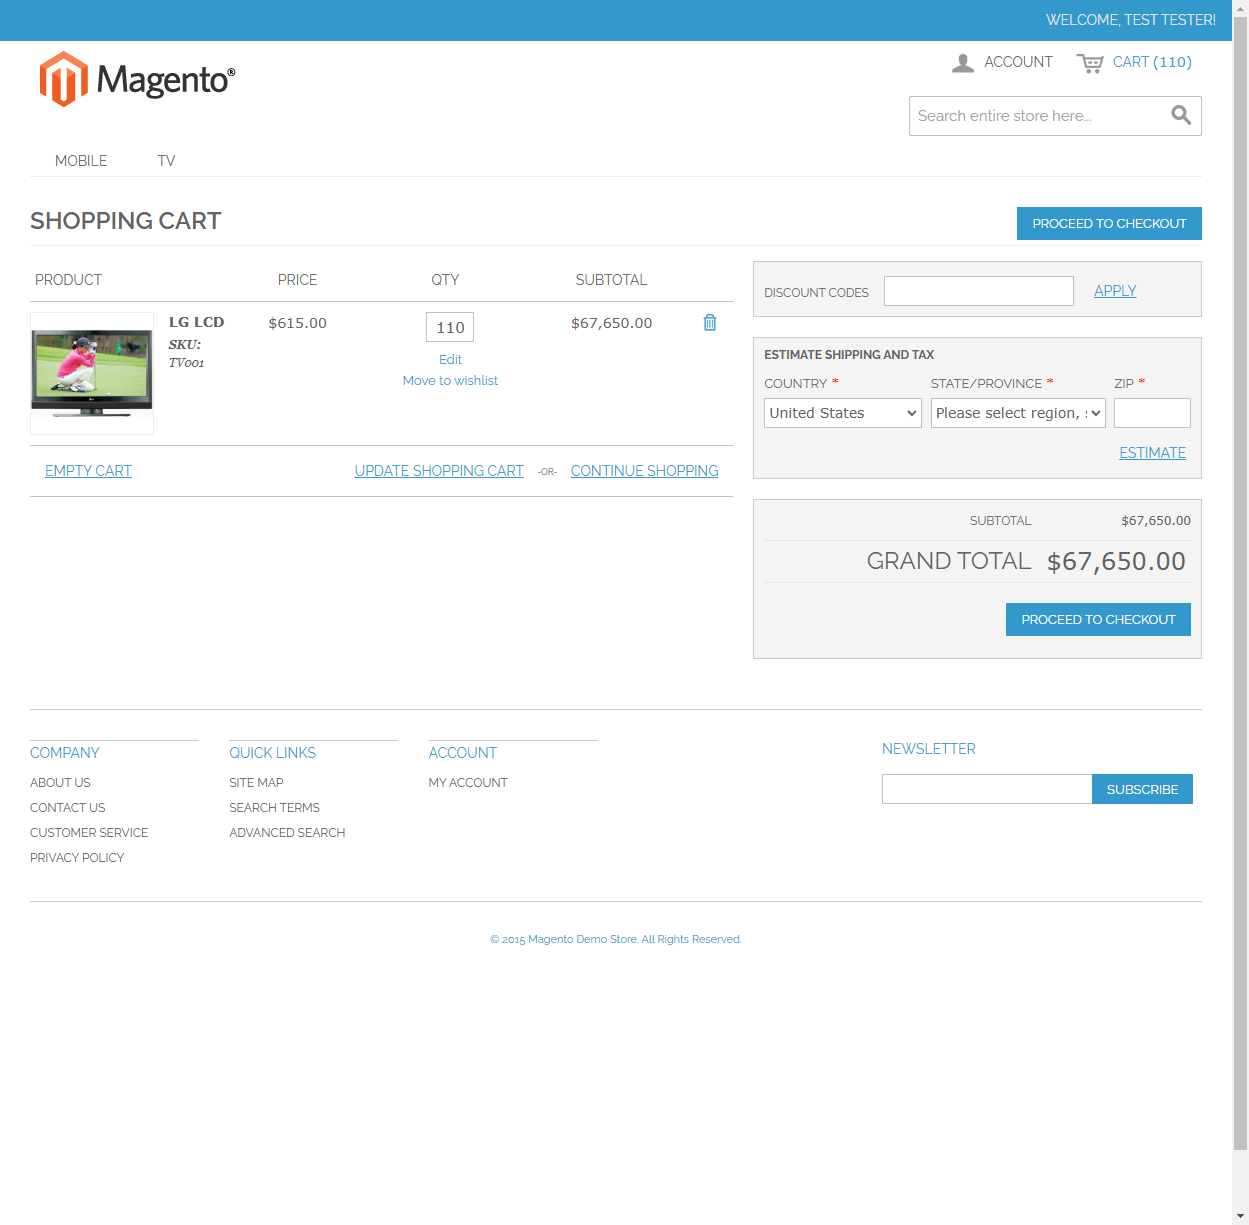 WELCOME, TEST TESTER!
Magento®
ACCOUNT
CART (110)
Search entire store here...
MOBILE
TV
SHOPPING CART
PROCEED TO CHECKOUT
PRODUCT PRICE QTY SUBTOTAL
LG LCD $615.00 110 $67,650.00
SKU:
TV001
Edit
Move to wishlist
EMPTY CART UPDATE SHOPPING CART -OR- CONTINUE SHOPPING
DISCOUNT CODES APPLY
ESTIMATE SHIPPING AND TAX
COUNTRY * STATE/PROVINCE * ZIP *
United States Please select region, s
ESTIMATE
SUBTOTAL $67,650.00
GRAND TOTAL $67,650.00
PROCEED TO CHECKOUT
COMPANY
ABOUT US
CONTACT US
CUSTOMER SERVICE
PRIVACY POLICY
QUICK LINKS
SITE MAP
SEARCH TERMS
ADVANCED SEARCH
ACCOUNT
MY ACCOUNT
NEWSLETTER
SUBSCRIBE
© 2015 Magento Demo Store. All Rights Reserved.